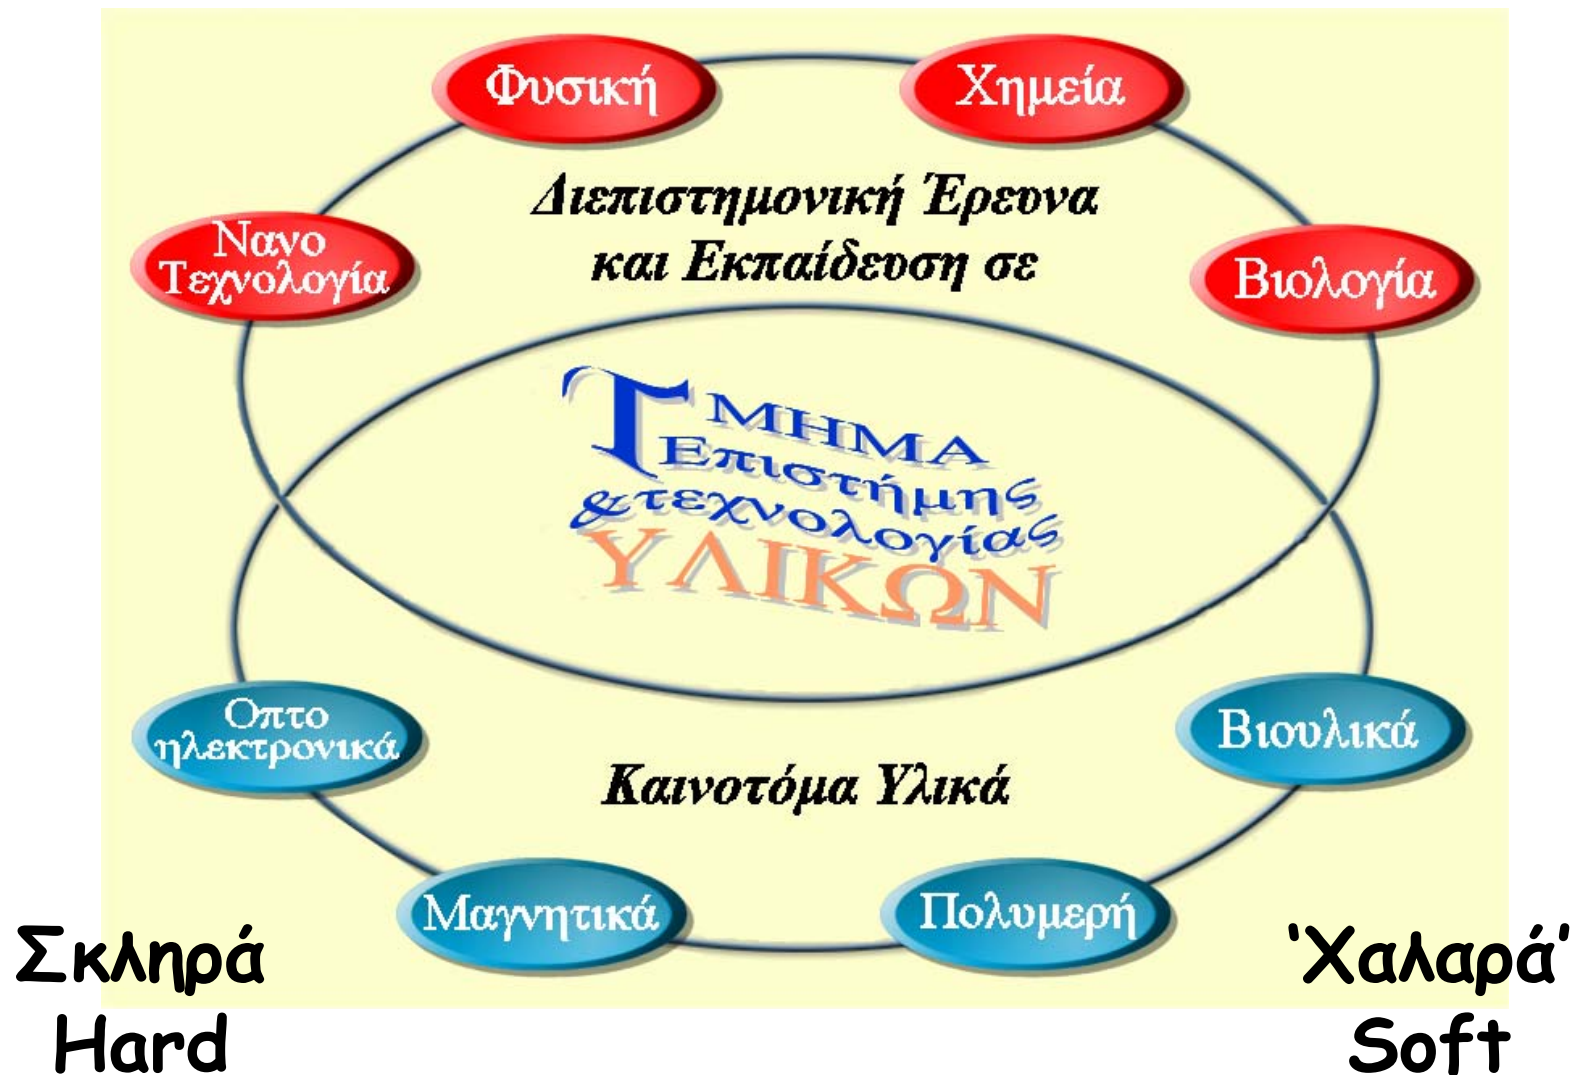 Φυσική
Χημεία
Διεπιστημονική Έρευνα
και Εκπαίδευση σε
Νανο
Τεχνολογία
Βιολογία
ΤΜΗΜΑ
Επιστήμης
&τεχνολογίας
ΥΛΙΚΩΝ
Οπτο
ηλεκτρονικά
Βιουλικά
Καινοτόμα Υλικά
Μαγνητικά
Πολυμερή
Σκληρά
Hard
'Χαλαρά'
Soft